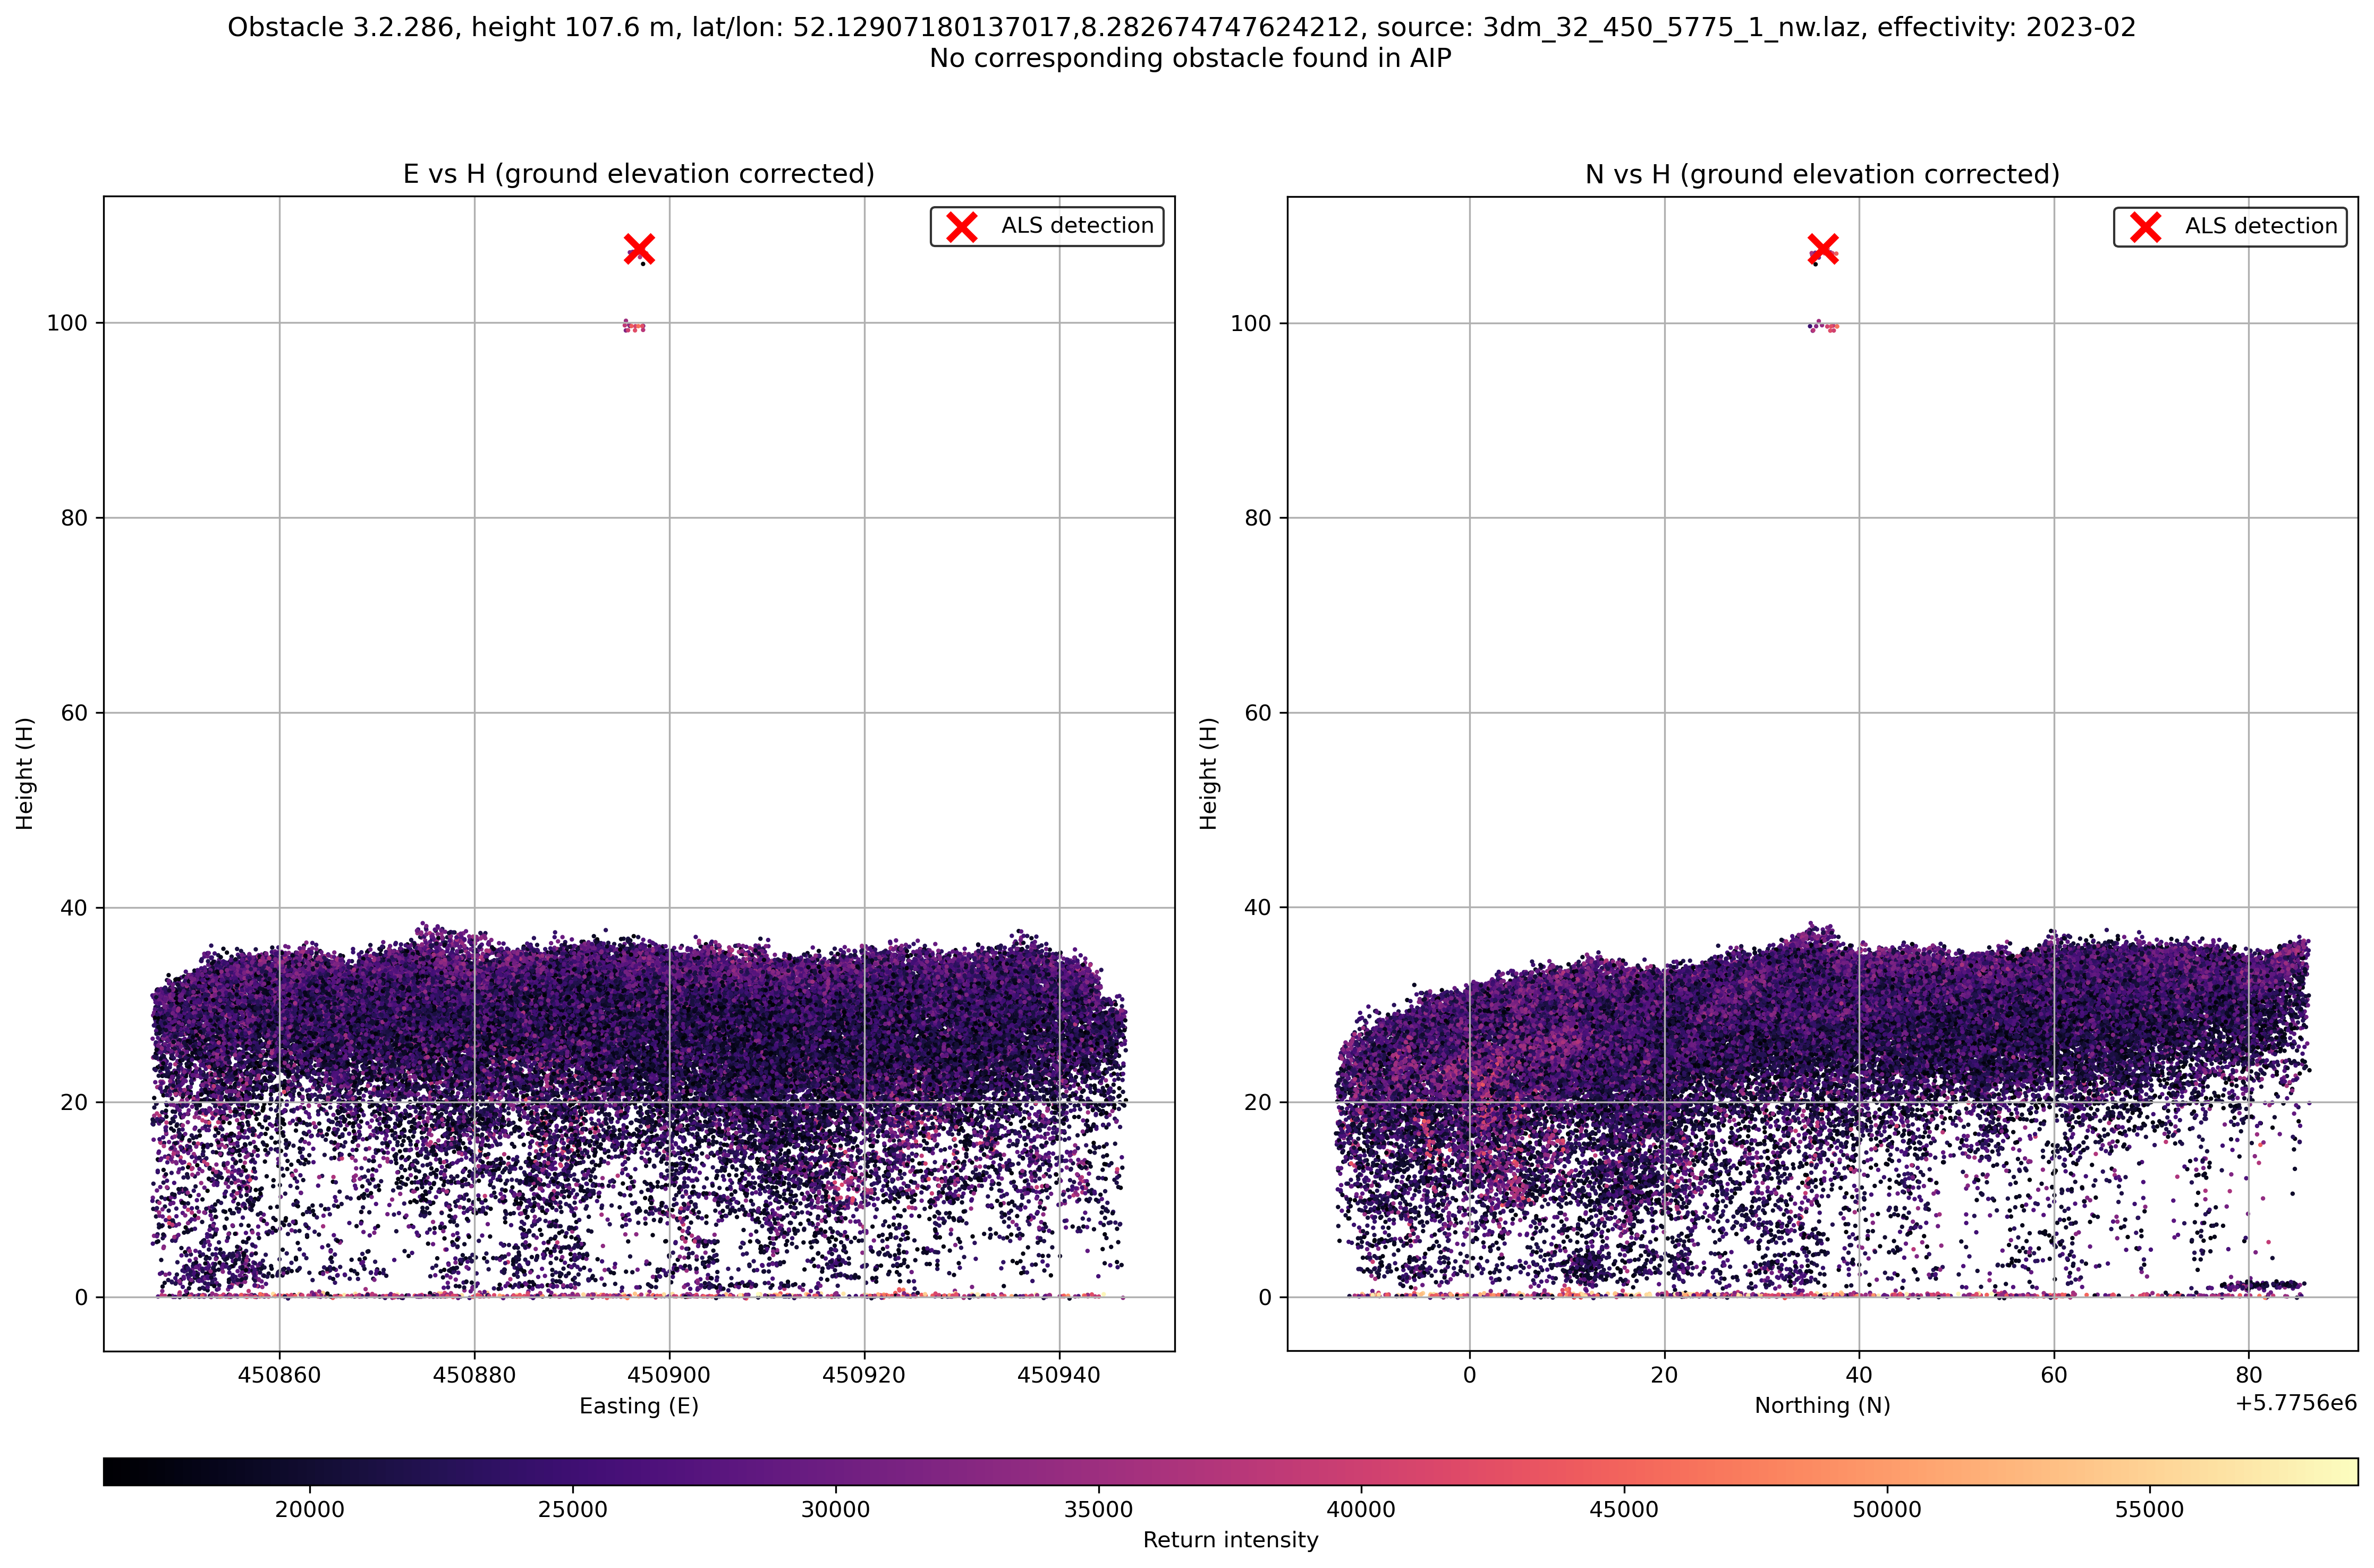 Obstacle 3.2.286, height 107.6 m, lat/lon: 52.12907180137017,8.282674747624212, source: 3dm_32_450_5775_1_nw.laz, effectivity: 2023-02
No corresponding obstacle found in AIP
E vs H (ground elevation corrected)
ALS detection
100
80
60
40
20
0
Height (H)
450860
450880
450900
450920
450940
Easting (E)
N vs H (ground elevation corrected)
ALS detection
100
80
60
40
20
0
Height (H)
0
20
40
60
80
+5.7756e6
Northing (N)
20000
25000
30000
35000
40000
45000
50000
55000
Return intensity